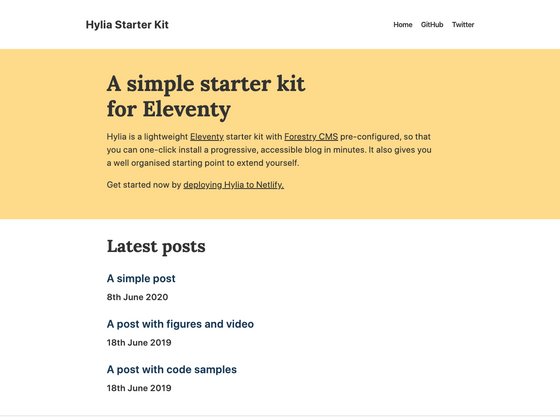 Hylia Starter Kit
Home GitHub Twitter
A simple starter kit
for Eleventy
Hylia is a lightweight Eleventy starter kit with Forestry CMS pre-configured, so that
you can one-click install a progressive, accessible blog in minutes. It also gives you
a well organised starting point to extend yourself.
Get started now by deploying Hylia to Netlify.
Latest posts
A simple post
8th June 2020
A post with figures and video
18th June 2019
A post with code samples
18th June 2019